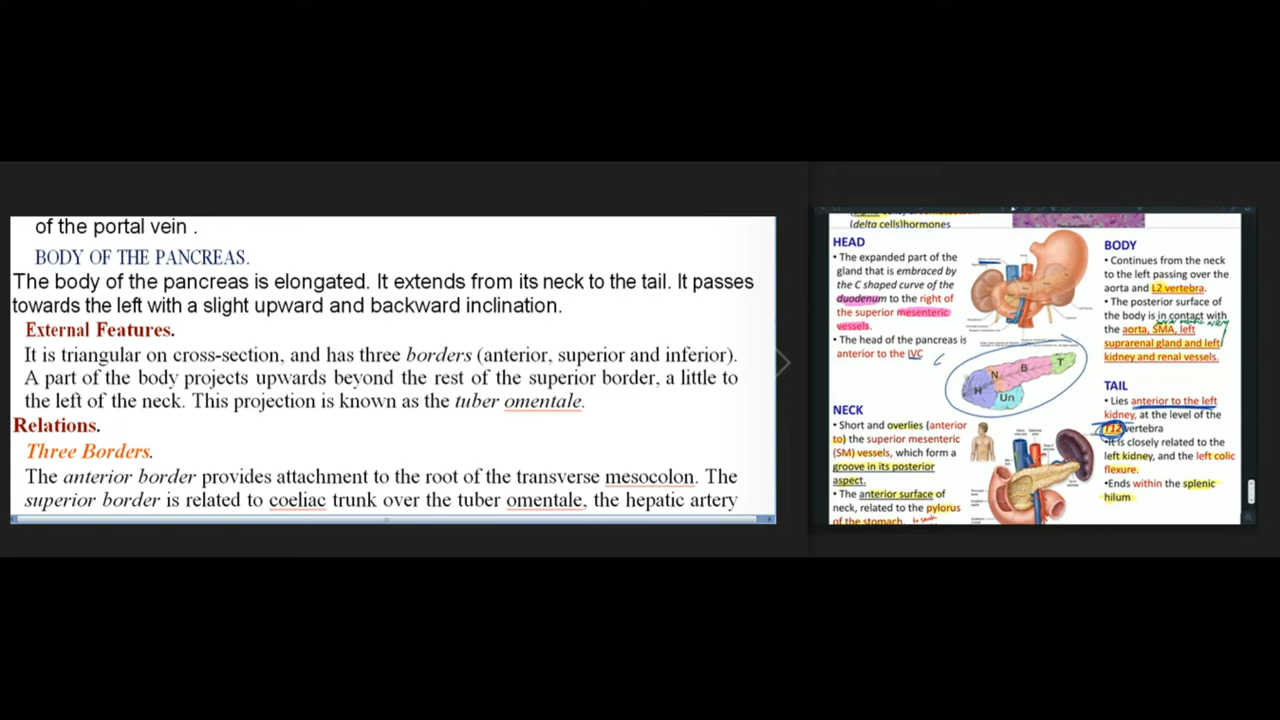 of the portal vein .
BODY OF THE PANCREAS.
The body of the pancreas is elongated. It extends from its neck to the tail. It passes
towards the left with a slight upward and backward inclination.
External Features.
It is triangular on cross-section, and has three borders (anterior, superior and inferior).
A part of the body projects upwards beyond the rest of the superior border, a little to
the left of the neck. This projection is known as the tuber omentale.
Relations.
Three Borders.
The anterior border provides attachment to the root of the transverse mesocolon. The
superior border is related to coeliac trunk over the tuber omentale, the hepatic artery
(delta cells)hormones
HEAD
• The expanded part of the
gland that is embraced by
the C shaped curve of the
duodenum to the right of
the superior mesenteric
vessels.
• The head of the pancreas is
anterior to the IVC
NECK
• Short and overlies (anterior
to) the superior mesenteric
(SM) vessels, which form a
groove in its posterior
aspect.
• The anterior surface of
neck, related to the pylorus
of the stomach.
H
N
Un
B
T
BODY
• Continues from the neck
to the left passing over the
aorta and L2 vertebra.
• The posterior surface of
the body is in contact with
the aorta, SMA, left
suprarenal gland and left
kidney and renal vessels.
TAIL
• Lies anterior to the left
kidney, at the level of the
T12 vertebra
• It is closely related to the
left kidney, and the left colic
flexure.
• Ends within the splenic
hilum